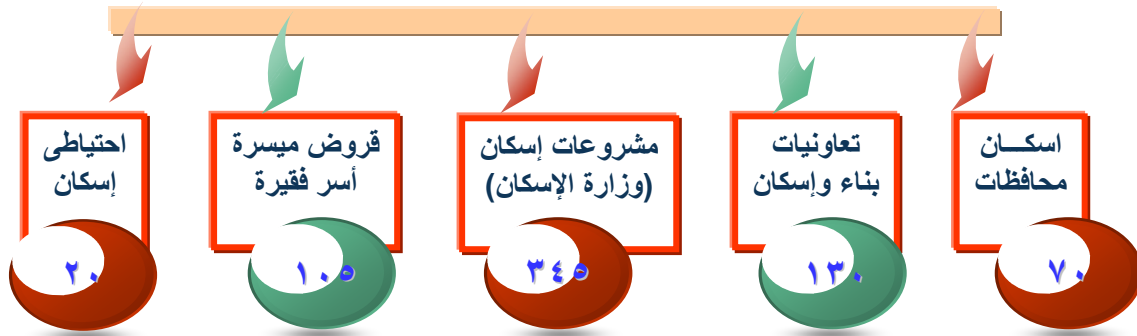 اسكـــان
محافظات
٧٠
تعاونيات
بناء وإسكان
١٣٠
مشروعات إسكان
(وزارة الإسكان)
٣٤٥
قروض ميسرة
أسر فقيرة
١٠٥
احتياطى
إسكان
٢٠